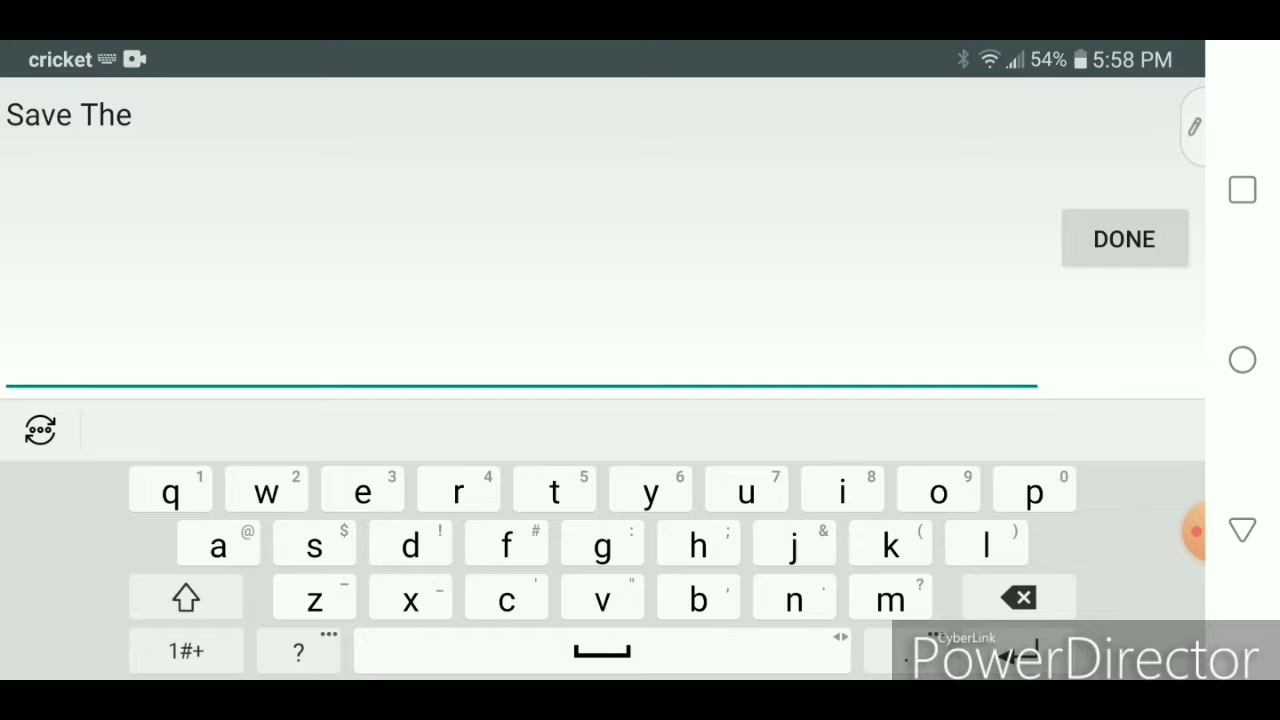 cricket 54% 5:58 PM
Save The
DONE
q 1 w 2 e 3 r 4 t 5 y 6 u 7 i 8 o 9 p 0
a @ s $ d ! f # g : h ; j & k ( l )
z – x _ c ' v " b , n . m ?
1#+ ? ... .
CyberLink
PowerDirector